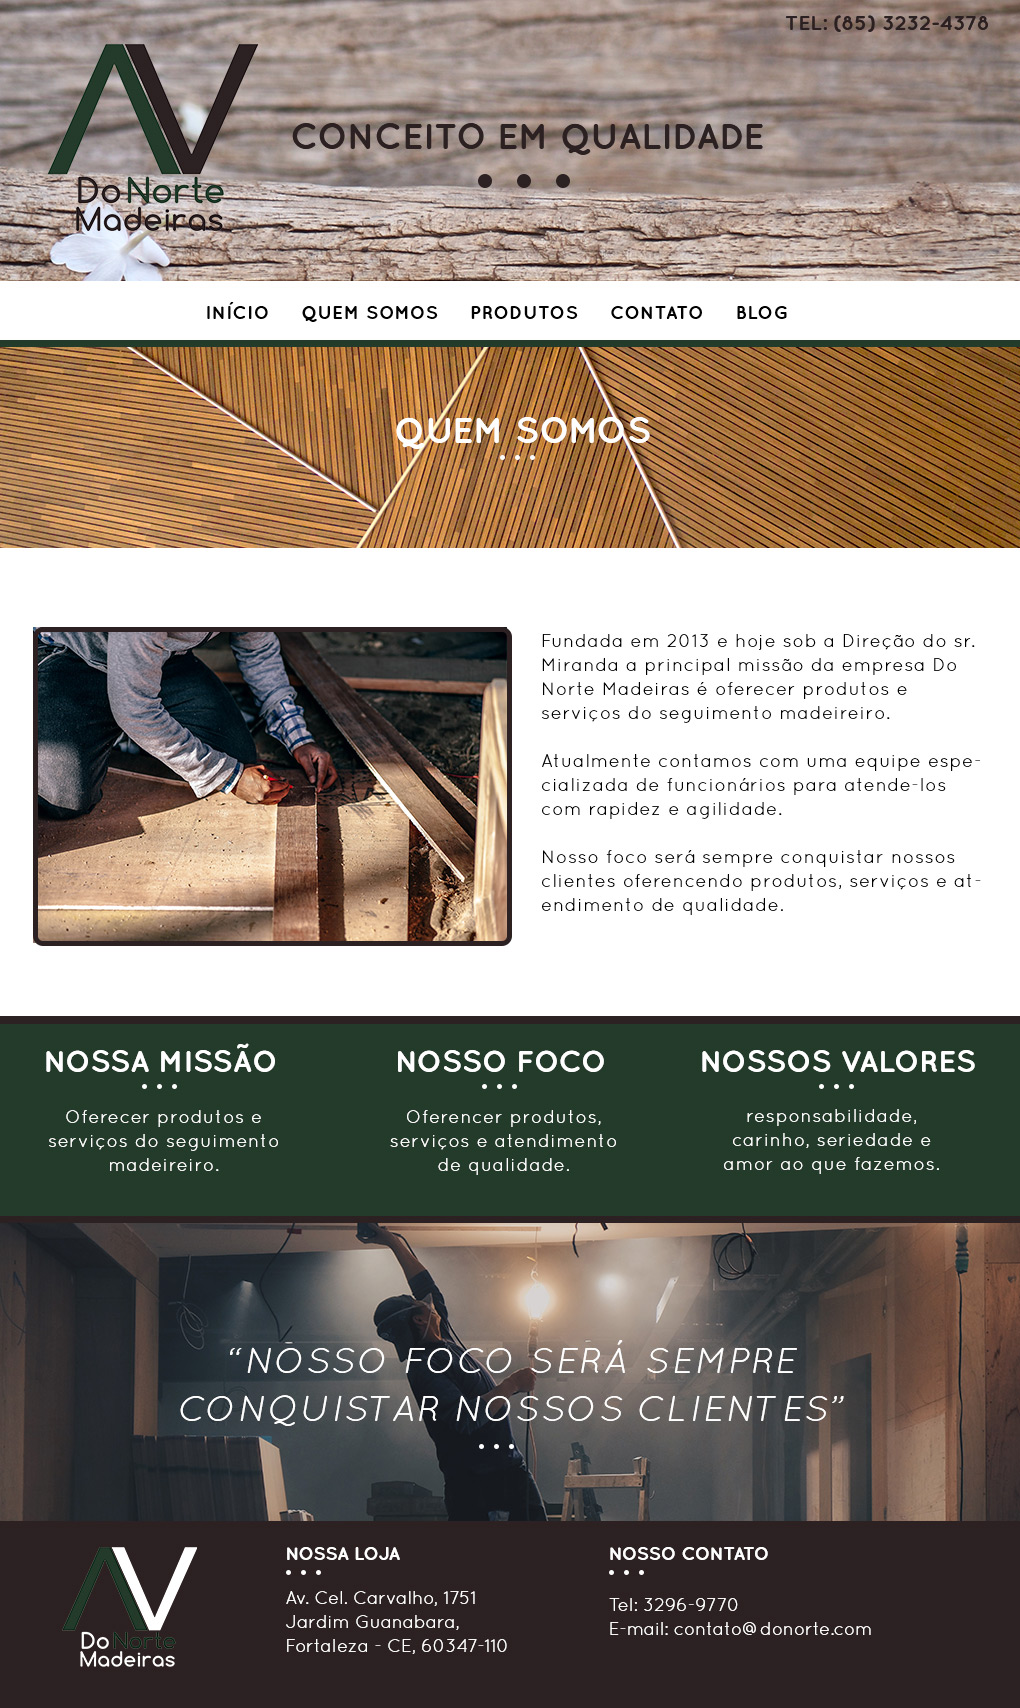 TEL: (85) 3232-4378
CONCEITO EM QUALIDADE
Do Norte
Madeiras
INÍCIO QUEM SOMOS PRODUTOS CONTATO BLOG
QUEM SOMOS
Fundada em 2013 e hoje sob a Direção do sr.
Miranda a principal missão da empresa Do
Norte Madeiras é oferecer produtos e
serviços do seguimento madeireiro.
Atualmente contamos com uma equipe espe-
cializada de funcionários para atende-los
com rapidez e agilidade.
Nosso foco será sempre conquistar nossos
clientes oferencendo produtos, serviços e at-
endimento de qualidade.
NOSSA MISSÃO
Oferecer produtos e
serviços do seguimento
madeireiro.
NOSSO FOCO
Oferencer produtos,
serviços e atendimento
de qualidade.
NOSSOS VALORES
responsabilidade,
carinho, seriedade e
amor ao que fazemos.
“NOSSO FOCO SERÁ SEMPRE
CONQUISTAR NOSSOS CLIENTES”
Do Norte
Madeiras
NOSSA LOJA
Av. Cel. Carvalho, 1751
Jardim Guanabara,
Fortaleza - CE, 60347-110
NOSSO CONTATO
Tel: 3296-9770
E-mail: contato@donorte.com